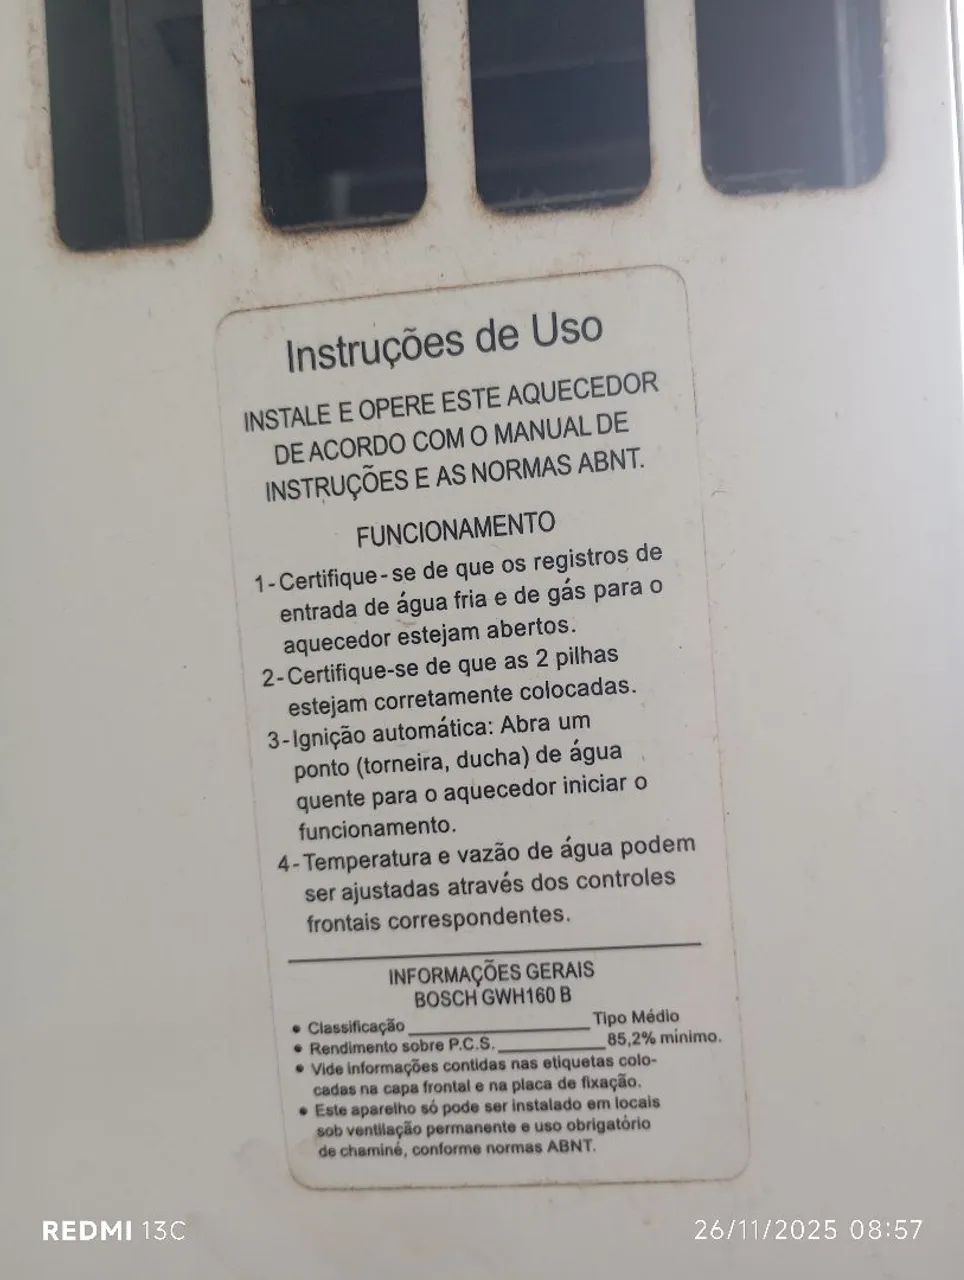 Instruções de Uso
INSTALE E OPERE ESTE AQUECEDOR
DE ACORDO COM O MANUAL DE
INSTRUÇÕES E AS NORMAS ABNT.
FUNCIONAMENTO
1-Certifique-se de que os registros de
entrada de água fria e de gás para o
aquecedor estejam abertos.
2-Certifique-se de que as 2 pilhas
estejam corretamente colocadas.
3-Ignição automática: Abra um
ponto (torneira, ducha) de água
quente para o aquecedor iniciar o
funcionamento.
4-Temperatura e vazão de água podem
ser ajustadas através dos controles
frontais correspondentes.
INFORMAÇÕES GERAIS
BOSCH GWH160 B
• Classificação ____________ Tipo Médio
• Rendimento sobre P.C.S. ________ 85,2% mínimo.
• Vide informações contidas nas etiquetas colo-
cadas na capa frontal e na placa de fixação.
• Este aparelho só pode ser instalado em locais
sob ventilação permanente e uso obrigatório
de chaminé, conforme normas ABNT.
REDMI 13C
26/11/2025 08:57